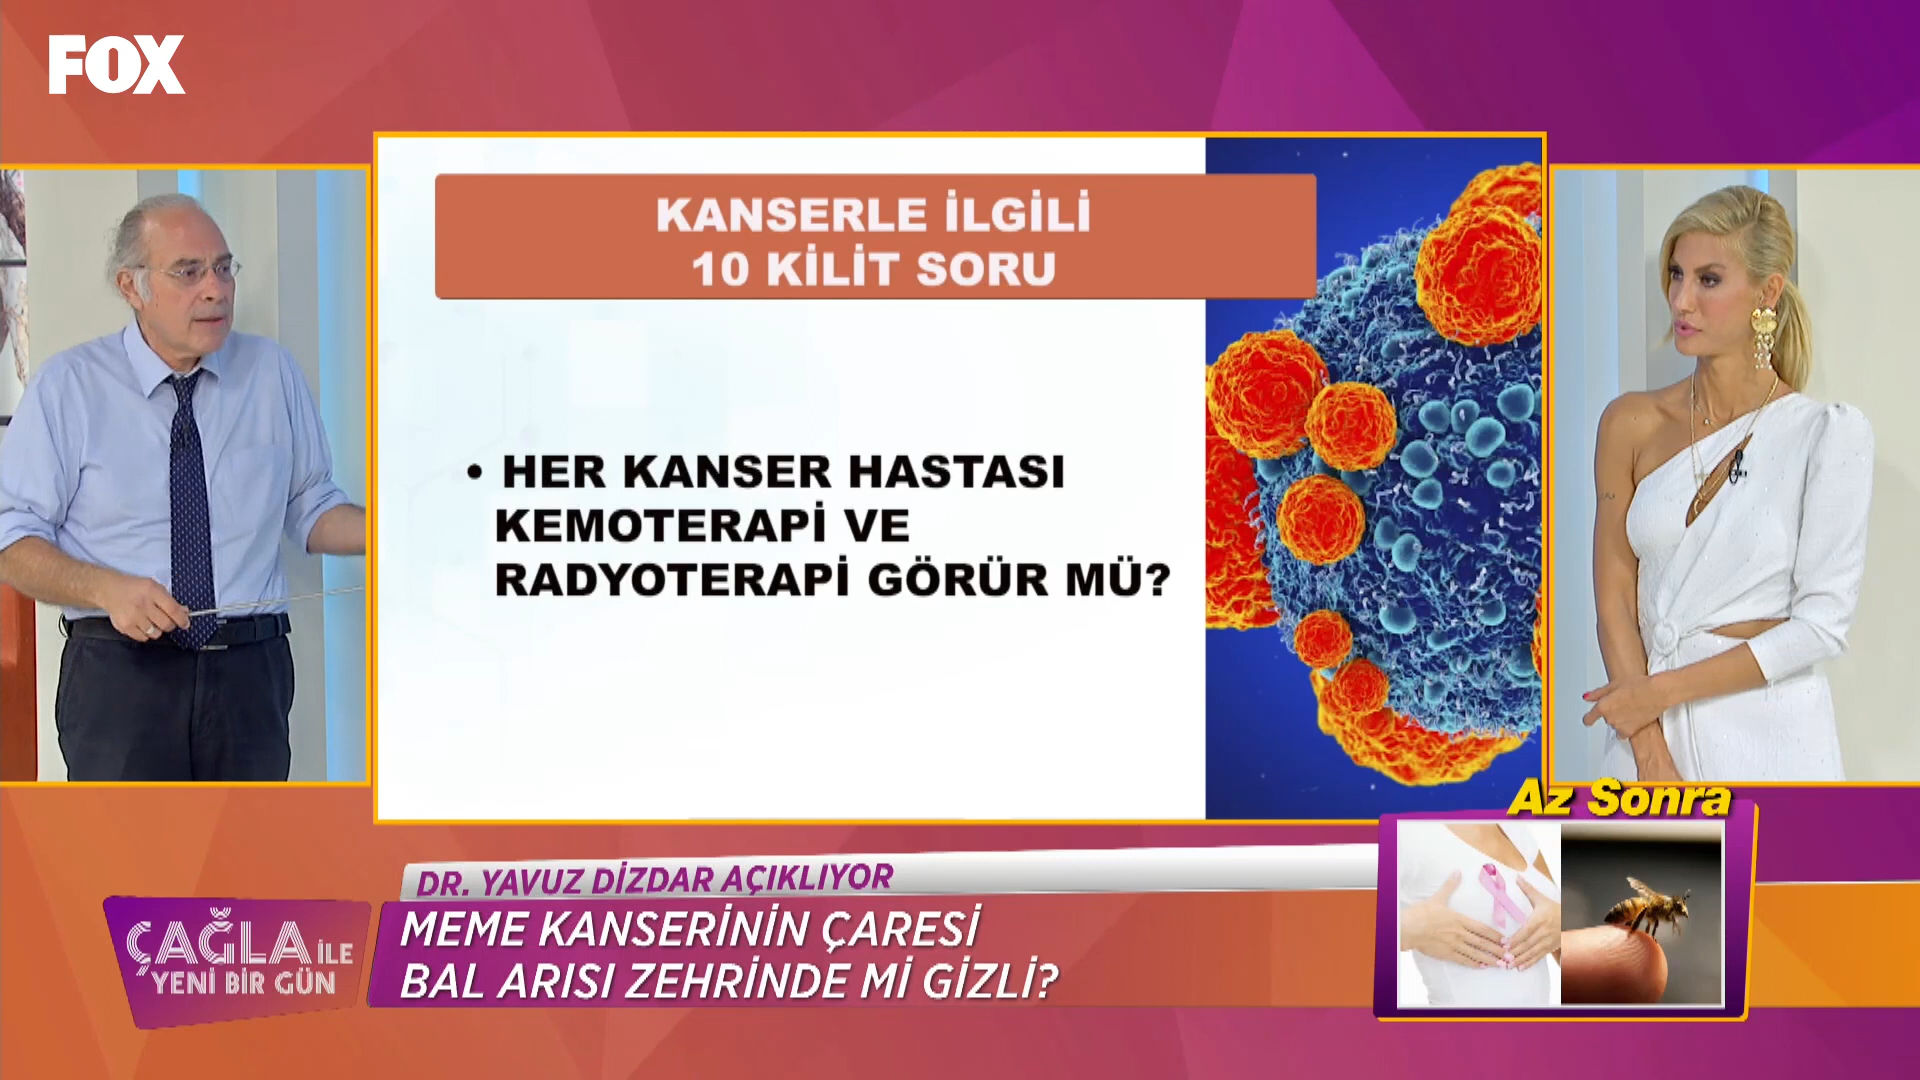 FOX
KANSERLE İLGİLİ
10 KİLİT SORU
• HER KANSER HASTASI
KEMOTERAPİ VE
RADYOTERAPİ GÖRÜR MÜ?
Az Sonra
DR. YAVUZ DİZDAR AÇIKLIYOR
MEME KANSERİNİN ÇARESİ
BAL ARISI ZEHRİNDE Mİ GİZLİ?
ÇAĞLA İLE
YENİ BİR GÜN